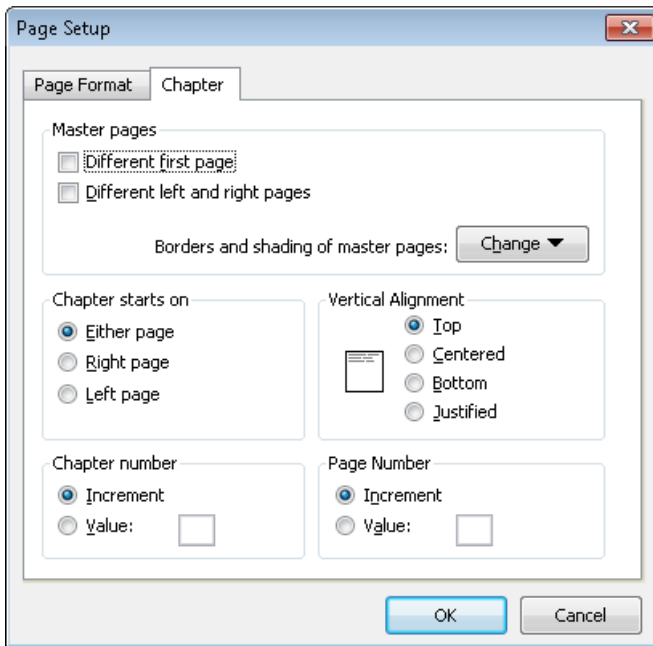 Page Setup
Page Format
Chapter
Master pages
Different first page
Different left and right pages
Borders and shading of master pages:
Change
Chapter starts on
Either page
Right page
Left page
Vertical Alignment
Top
Centered
Bottom
Justified
Chapter number
Increment
Value:
Page Number
Increment
Value:
OK
Cancel